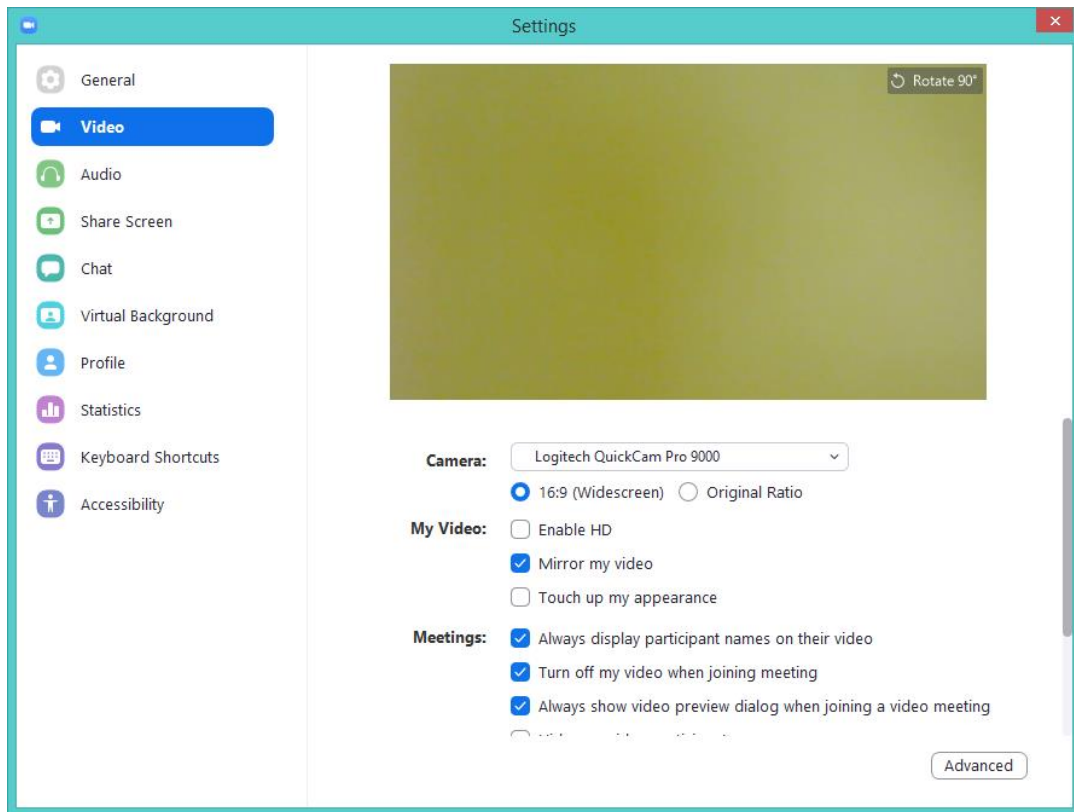 Settings
General
Video
Audio
Share Screen
Chat
Virtual Background
Profile
Statistics
Keyboard Shortcuts
Accessibility
Rotate 90°
Camera: Logitech QuickCam Pro 9000
16:9 (Widescreen) Original Ratio
My Video: Enable HD
Mirror my video
Touch up my appearance
Meetings: Always display participant names on their video
Turn off my video when joining meeting
Always show video preview dialog when joining a video meeting
Advanced